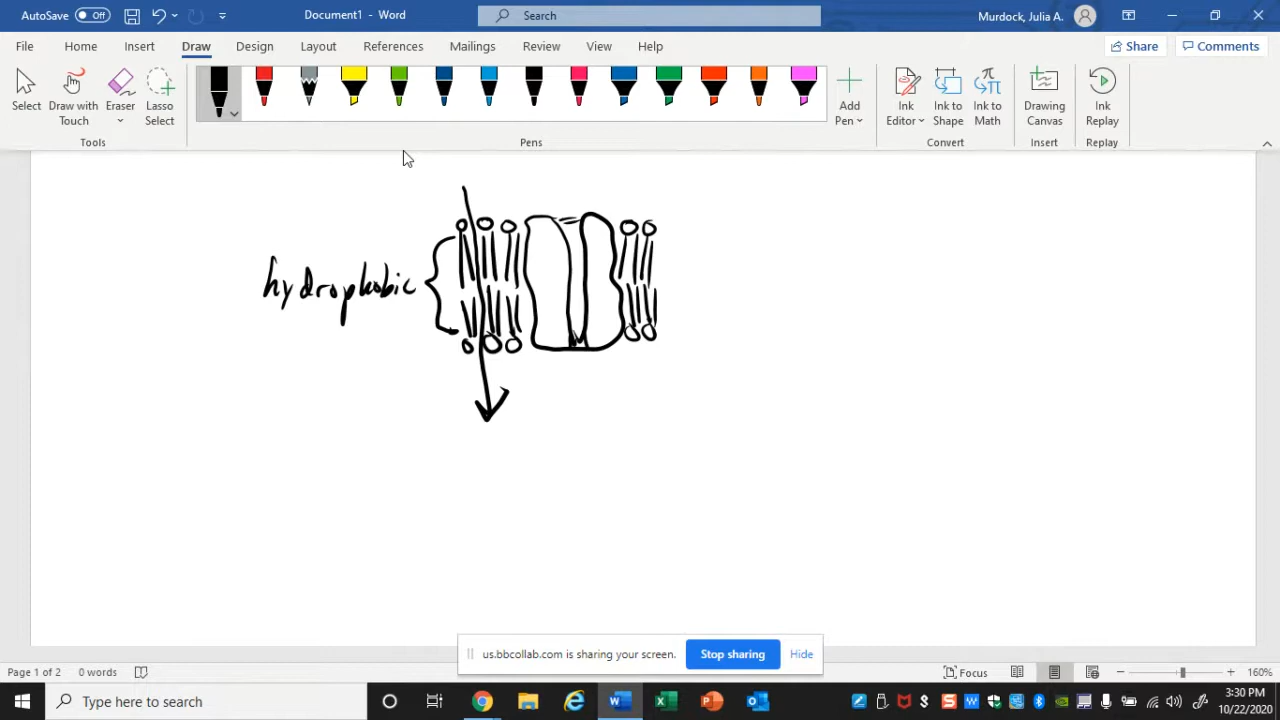 AutoSave Off Document1 - Word Search Murdock, Julia A.
File Home Insert Draw Design Layout References Mailings Review View Help Share Comments
Select Draw with Touch Eraser Lasso Select Add Pen Ink Editor Ink to Shape Ink to Math Drawing Canvas Ink Replay
Tools Pens Convert Insert Replay
hydrophobic
us.bbcollab.com is sharing your screen. Stop sharing Hide
Page 1 of 2 0 words Focus 160%
Type here to search 3:30 PM
10/22/2020